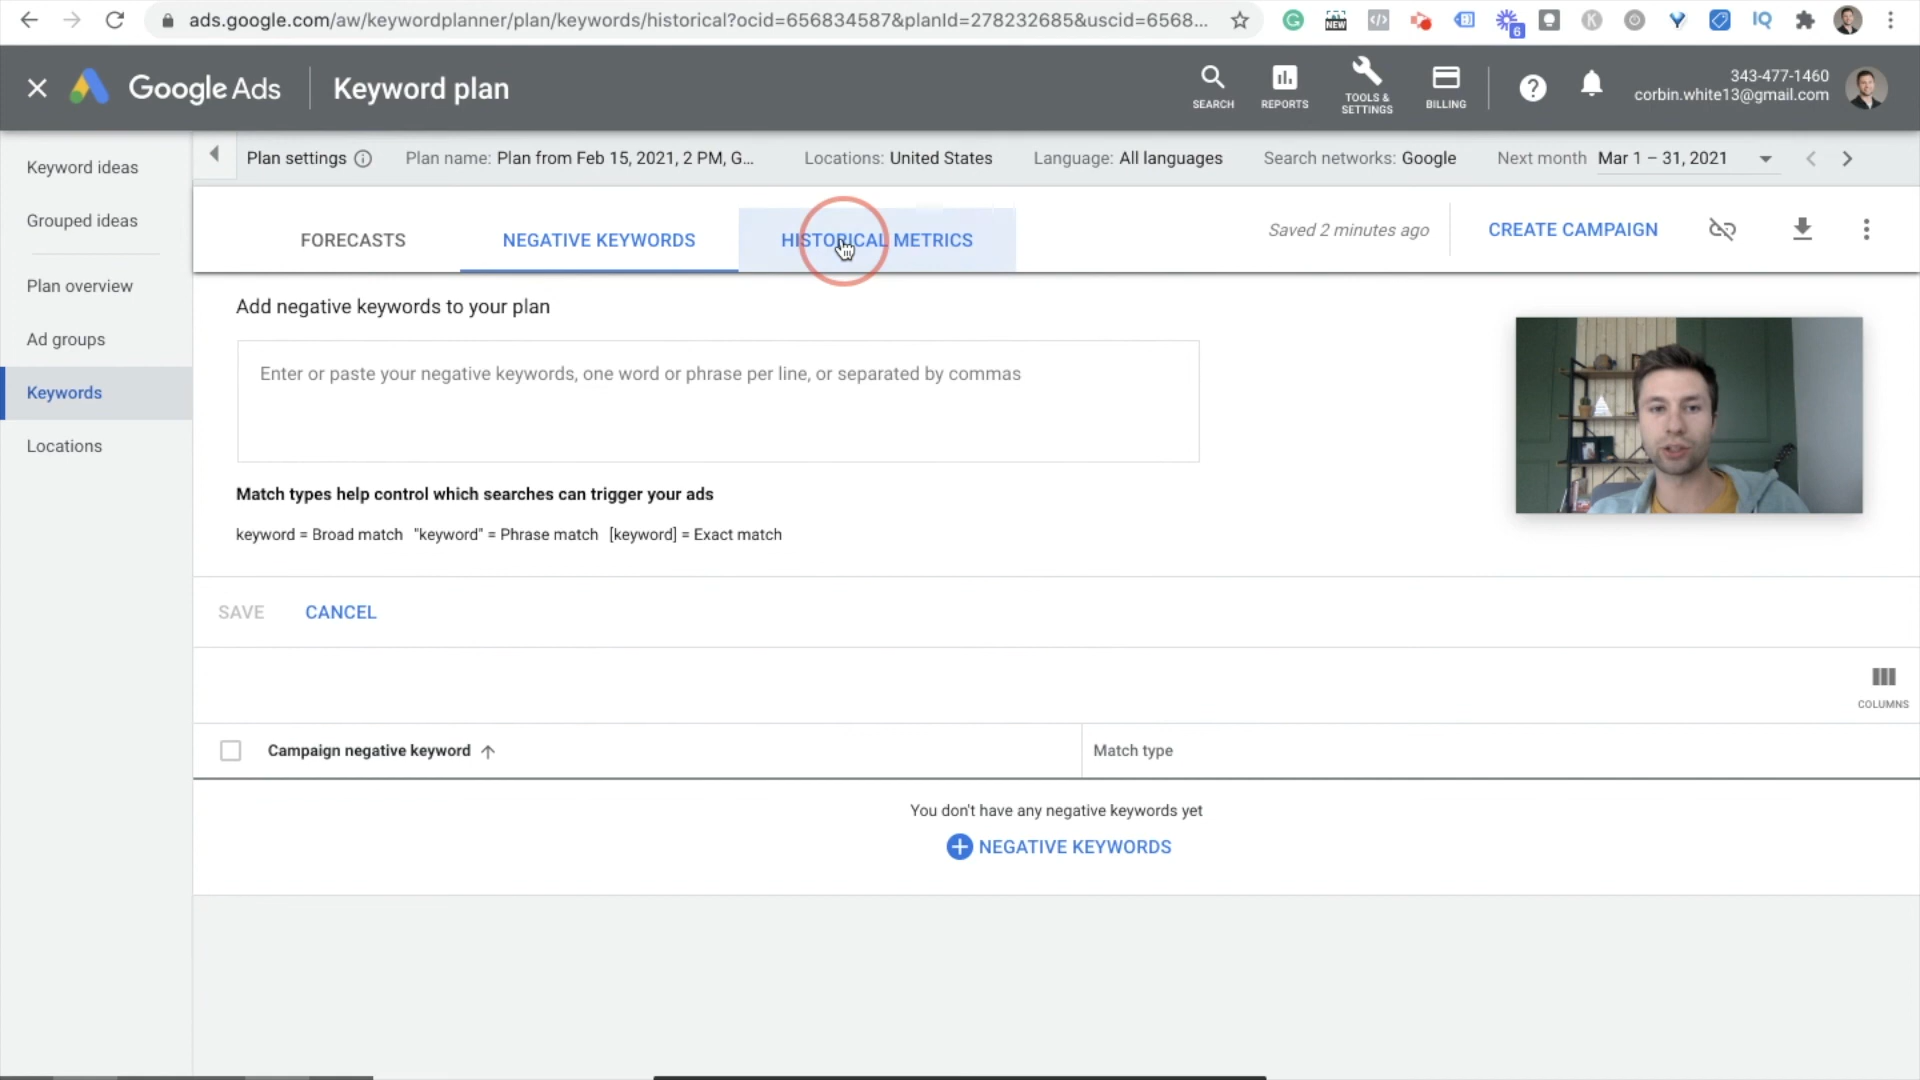 ads.google.com/aw/keywordplanner/plan/keywords/historical?ocid=656834587&planId=278232685&uscid=6568...
NEW
6
K
IQ
Google Ads
Keyword plan
SEARCH
REPORTS
TOOLS &
SETTINGS
BILLING
343-477-1460
corbin.white13@gmail.com
Keyword ideas
Grouped ideas
Plan overview
Ad groups
Keywords
Locations
Plan settings
Plan name: Plan from Feb 15, 2021, 2 PM, G...
Locations: United States
Language: All languages
Search networks: Google
Next month Mar 1 – 31, 2021
FORECASTS
NEGATIVE KEYWORDS
HISTORICAL METRICS
Saved 2 minutes ago
CREATE CAMPAIGN
Add negative keywords to your plan
Enter or paste your negative keywords, one word or phrase per line, or separated by commas
Match types help control which searches can trigger your ads
keyword = Broad match "keyword" = Phrase match [keyword] = Exact match
SAVE
CANCEL
COLUMNS
Campaign negative keyword
Match type
You don't have any negative keywords yet
NEGATIVE KEYWORDS